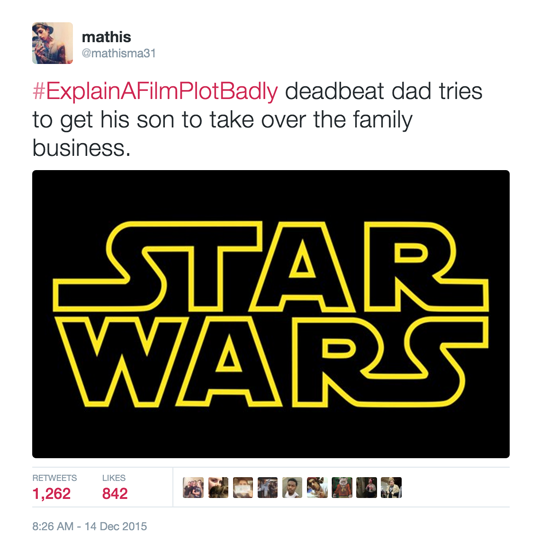 mathis
@mathisma31
#ExplainAFilmPlotBadly deadbeat dad tries
to get his son to take over the family
business.
STAR
WARS
RETWEETS LIKES
1,262 842
8:26 AM - 14 Dec 2015